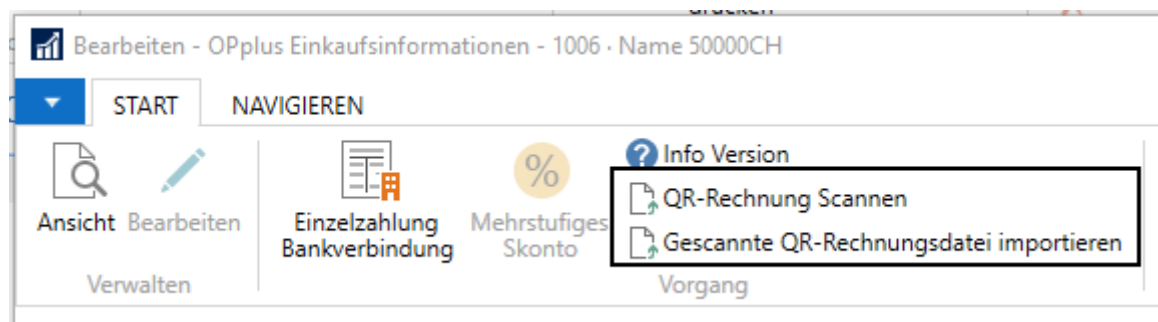 drucken
Bearbeiten - OPplus Einkaufsinformationen - 1006 · Name 50000CH
START NAVIGIEREN
Ansicht Bearbeiten
Einzelzahlung Bankverbindung
Mehrstufiges Skonto
Info Version
QR-Rechnung Scannen
Gescannte QR-Rechnungsdatei importieren
Verwalten
Vorgang